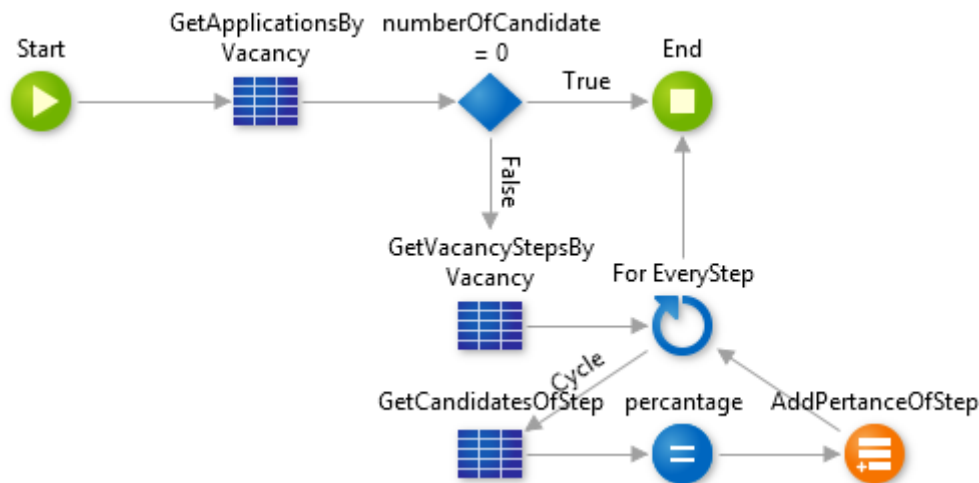 Start
GetApplicationsBy
Vacancy
numberOfCandidate
= 0
True
End
False
GetVacancyStepsBy
Vacancy
For EveryStep
Cycle
GetCandidatesOfStep
percantage
AddPertanceOfStep